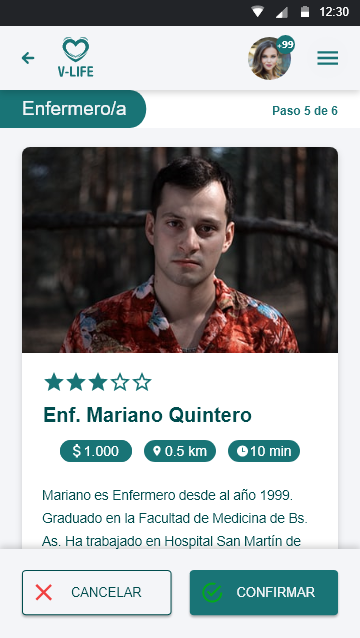 12:30
V-LIFE
+99
Enfermero/a
Paso 5 de 6
Enf. Mariano Quintero
$ 1.000
0.5 km
10 min
Mariano es Enfermero desde al año 1999.
Graduado en la Facultad de Medicina de Bs.
As. Ha trabajado en Hospital San Martín de
CANCELAR
CONFIRMAR